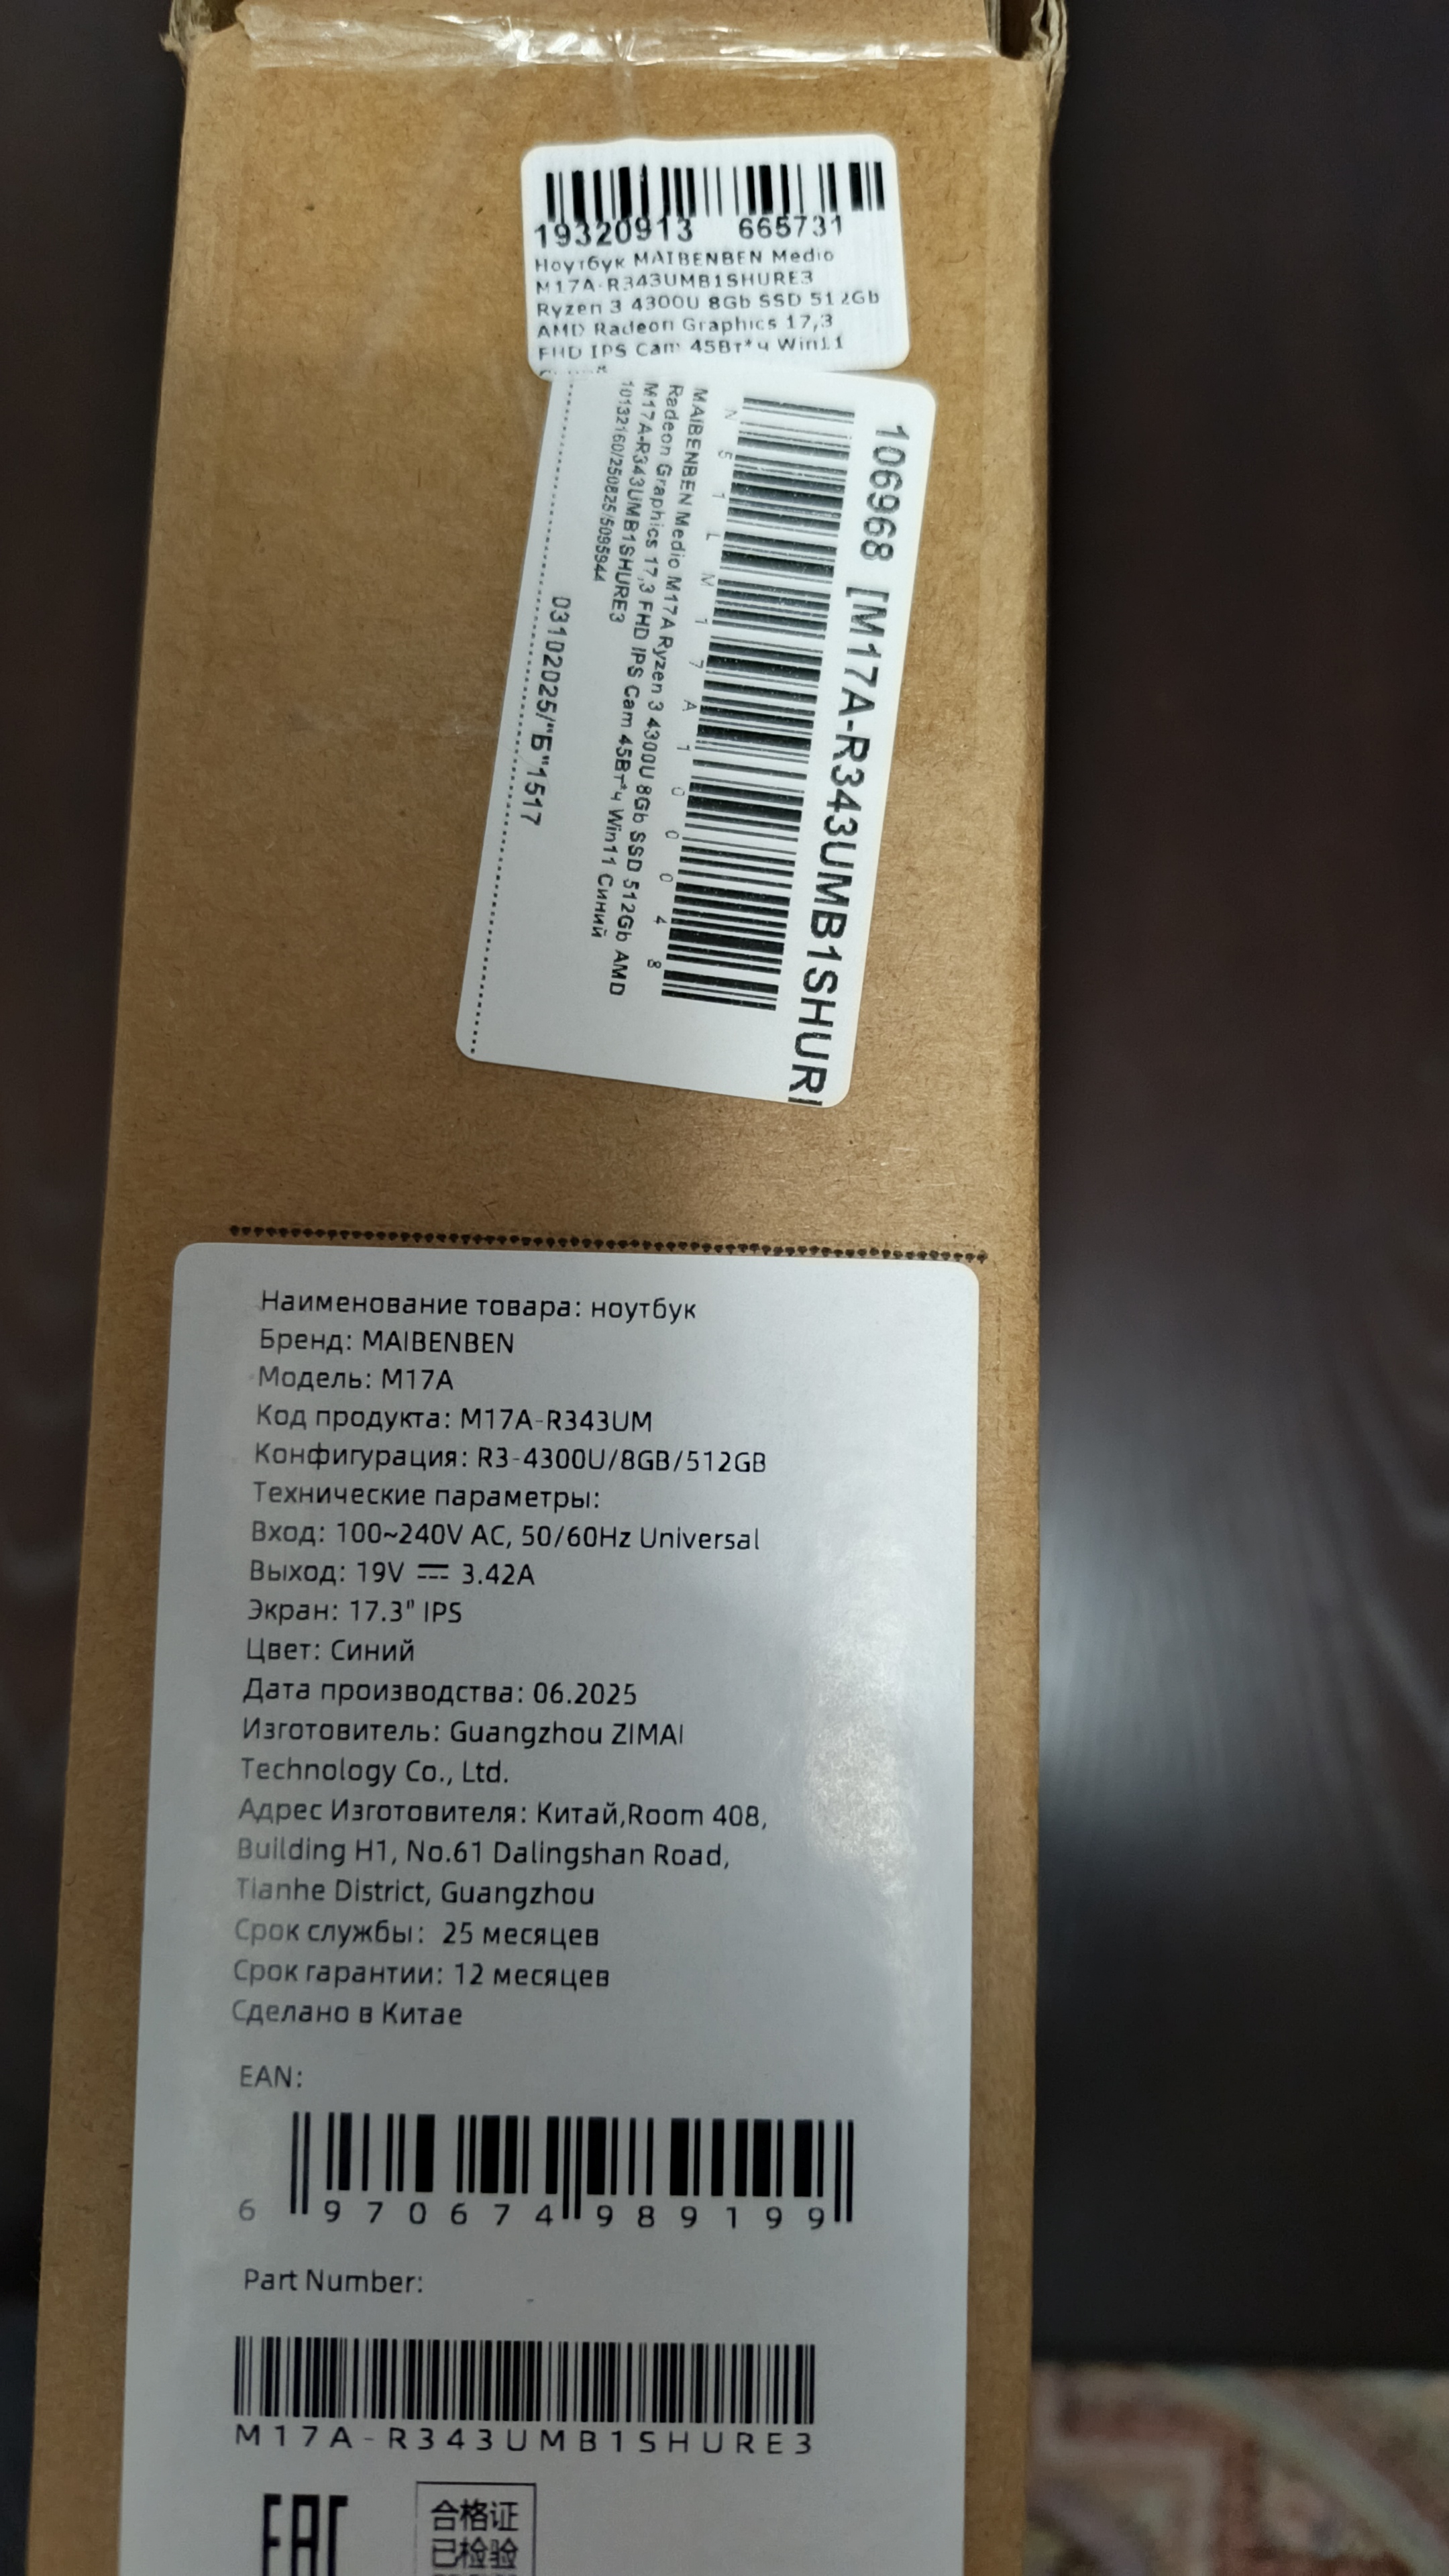 19320913 665731
Ноутбук MAIBENBEN Medio
M17A-R343UMB1SHURE3
Ryzen 3 4300U 8Gb SSD 512Gb
AMD Radeon Graphics 17,3
FHD IPS Cam 45Вт*ч Win11
106968 [M17A-R343UMB1SHUR
N51LM17A100048
MAIBENBEN Medio M17A Ryzen 3 4300U 8Gb SSD 512Gb AMD
Radeon Graphics 17,3 FHD IPS Cam 45Вт*ч Win11 Синий
M17A-R343UMB1SHURE3
10132160/250825/5095944
03102025/"Б"1517
Наименование товара: ноутбук
Бренд: MAIBENBEN
Модель: M17A
Код продукта: M17A-R343UM
Конфигурация: R3-4300U/8GB/512GB
Технические параметры:
Вход: 100~240V AC, 50/60Hz Universal
Выход: 19V ⎓ 3.42A
Экран: 17.3" IPS
Цвет: Синий
Дата производства: 06.2025
Изготовитель: Guangzhou ZIMAI
Technology Co., Ltd.
Адрес Изготовителя: Китай,Room 408,
Building H1, No.61 Dalingshan Road,
Tianhe District, Guangzhou
Срок службы: 25 месяцев
Срок гарантии: 12 месяцев
Сделано в Китае
EAN:
6 970674 989199
Part Number:
M17A-R343UMB1SHURE3
EAC
合格证
已检验